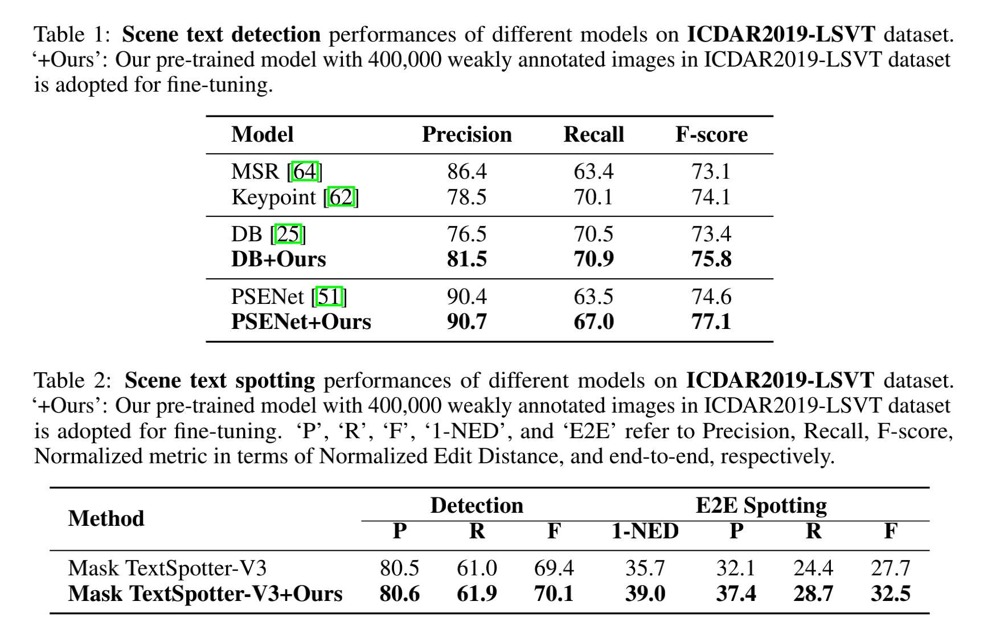 Table 1: Scene text detection performances of different models on ICDAR2019-LSVT dataset.
‘+Ours’: Our pre-trained model with 400,000 weakly annotated images in ICDAR2019-LSVT dataset
is adopted for fine-tuning.
Model Precision Recall F-score
MSR [64] 86.4 63.4 73.1
Keypoint [62] 78.5 70.1 74.1
DB [25] 76.5 70.5 73.4
DB+Ours 81.5 70.9 75.8
PSENet [51] 90.4 63.5 74.6
PSENet+Ours 90.7 67.0 77.1
Table 2: Scene text spotting performances of different models on ICDAR2019-LSVT dataset.
‘+Ours’: Our pre-trained model with 400,000 weakly annotated images in ICDAR2019-LSVT dataset
is adopted for fine-tuning. ‘P’, ‘R’, ‘F’, ‘1-NED’, and ‘E2E’ refer to Precision, Recall, F-score,
Normalized metric in terms of Normalized Edit Distance, and end-to-end, respectively.
Method Detection E2E Spotting
P R F 1-NED P R F
Mask TextSpotter-V3 80.5 61.0 69.4 35.7 32.1 24.4 27.7
Mask TextSpotter-V3+Ours 80.6 61.9 70.1 39.0 37.4 28.7 32.5